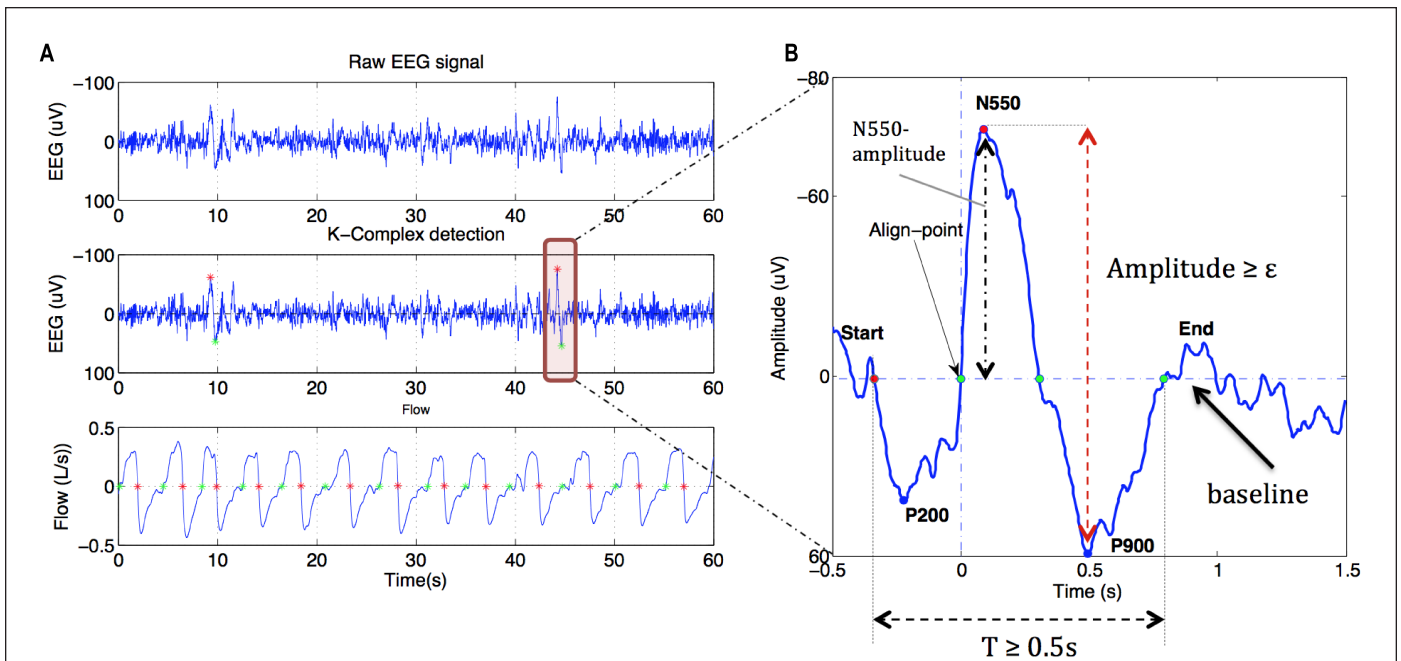 A
Raw EEG signal
EEG (uV)
−100
0
100
0 10 20 30 40 50 60
K−Complex detection
EEG (uV)
−100
0
100
0 10 20 30 40 50 60
Flow
Flow (L/s))
0.5
0
−0.5
0 10 20 30 40 50 60
Time(s)
B
Amplitude (uV)
−80
−60
0
60
N550
N550-
amplitude
Align−point
Amplitude ≥ ε
Start
End
P200
P900
baseline
−0.5 0 0.5 1 1.5
Time (s)
T ≥ 0.5s